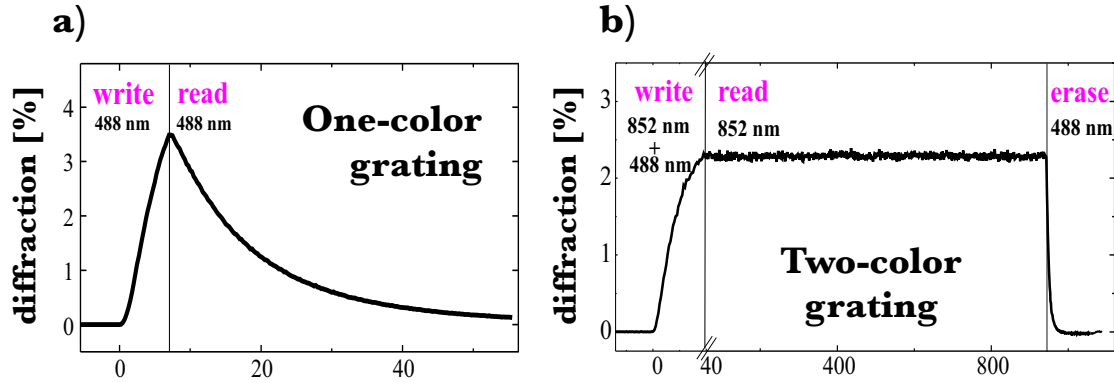 a)
diffraction [%]
4
3
2
1
0
write
488 nm
read
488 nm
One-color
grating
0 20 40
b)
diffraction [%]
3
2
1
0
write
852 nm
+
488 nm
read
852 nm
erase
488 nm
Two-color
grating
0 40 400 800